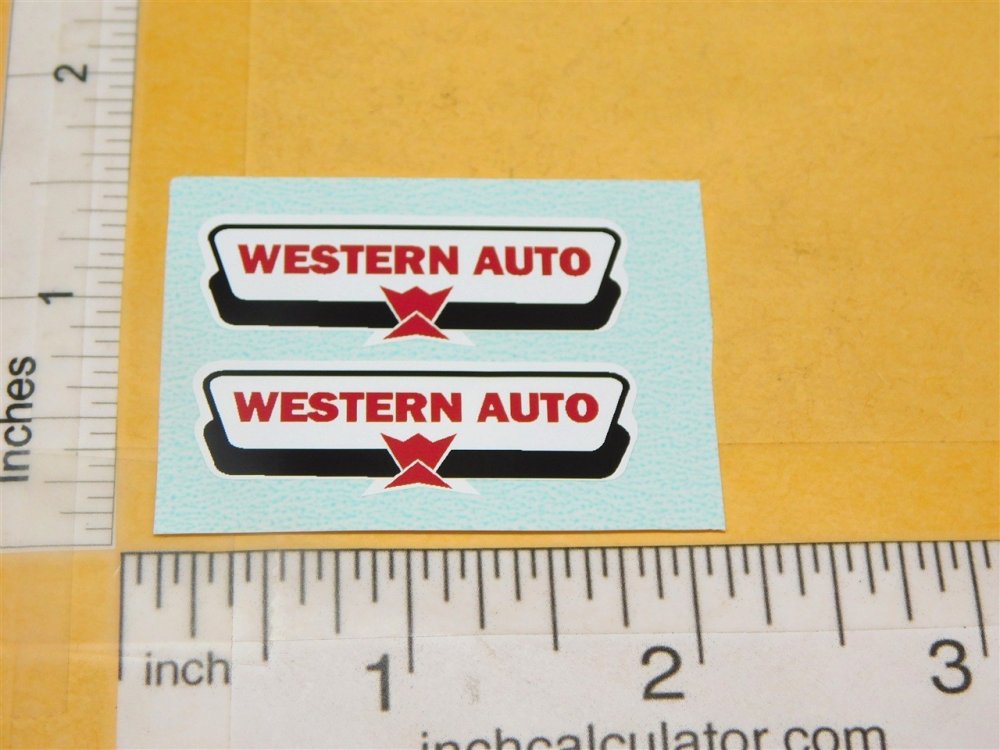 2
1
Inches
WESTERN AUTO
WESTERN AUTO
inch 1 2 3
inchcalculator.com